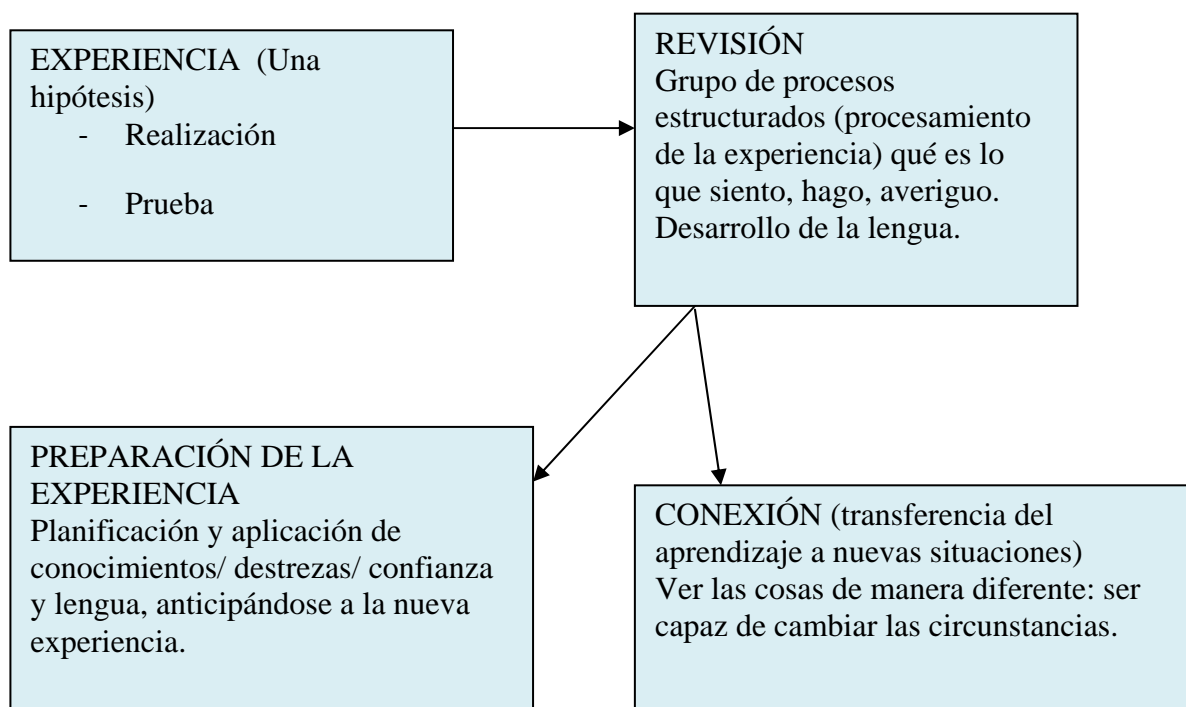 EXPERIENCIA (Una
hipótesis)
- Realización
- Prueba
REVISIÓN
Grupo de procesos
estructurados (procesamiento
de la experiencia) qué es lo
que siento, hago, averiguo.
Desarrollo de la lengua.
PREPARACIÓN DE LA
EXPERIENCIA
Planificación y aplicación de
conocimientos/ destrezas/ confianza
y lengua, anticipándose a la nueva
experiencia.
CONEXIÓN (transferencia del
aprendizaje a nuevas situaciones)
Ver las cosas de manera diferente: ser
capaz de cambiar las circunstancias.